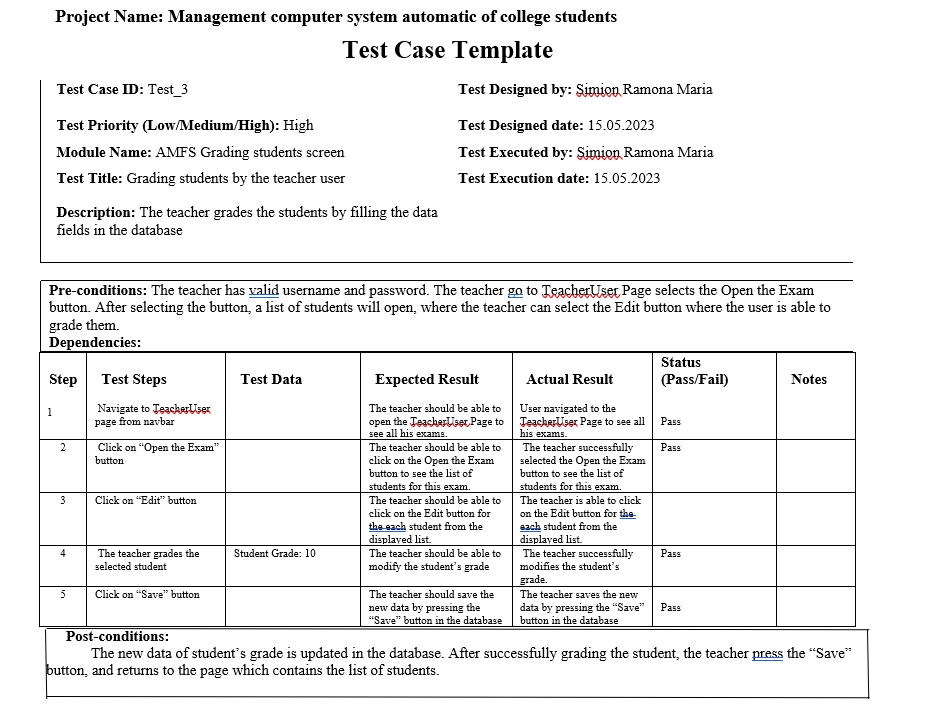 Project Name: Management computer system automatic of college students
Test Case Template
Test Case ID: Test_3
Test Designed by: Simion Ramona Maria
Test Priority (Low/Medium/High): High
Test Designed date: 15.05.2023
Module Name: AMFS Grading students screen
Test Executed by: Simion Ramona Maria
Test Title: Grading students by the teacher user
Test Execution date: 15.05.2023
Description: The teacher grades the students by filling the data
fields in the database
Pre-conditions: The teacher has valid username and password. The teacher go to TeacherUser Page selects the Open the Exam
button. After selecting the button, a list of students will open, where the teacher can select the Edit button where the user is able to
grade them.
Dependencies:
Step
Test Steps
Test Data
Expected Result
Actual Result
Status
(Pass/Fail)
Notes
1
Navigate to TeacherUser
page from navbar
The teacher should be able to
open the TeacherUser Page to
see all his exams.
User navigated to the
TeacherUser Page to see all
his exams.
Pass
2
Click on “Open the Exam”
button
The teacher should be able to
click on the Open the Exam
button to see the list of
students for this exam.
The teacher successfully
selected the Open the Exam
button to see the list of
students for this exam.
Pass
3
Click on “Edit” button
The teacher should be able to
click on the Edit button for
the each student from the
displayed list.
The teacher is able to click
on the Edit button for the
each student from the
displayed list.
4
The teacher grades the
selected student
Student Grade: 10
The teacher should be able to
modify the student’s grade
The teacher successfully
modifies the student’s
grade.
Pass
5
Click on “Save” button
The teacher should save the
new data by pressing the
“Save” button in the database
The teacher saves the new
data by pressing the “Save”
button in the database
Pass
Post-conditions:
The new data of student’s grade is updated in the database. After successfully grading the student, the teacher press the “Save”
button, and returns to the page which contains the list of students.